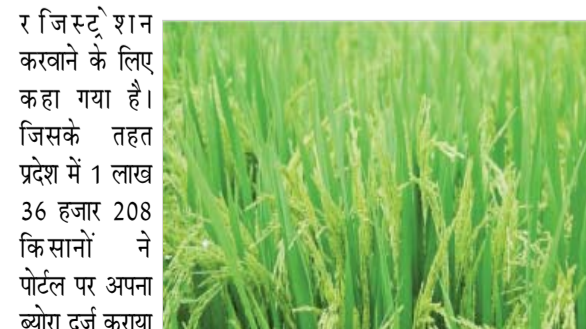 रजिस्ट्रेशन
करवाने के लिए
कहा गया है।
जिसके तहत
प्रदेश में 1 लाख
36 हजार 208
किसानों ने
पोर्टल पर अपना
ब्योरा दर्ज कराया